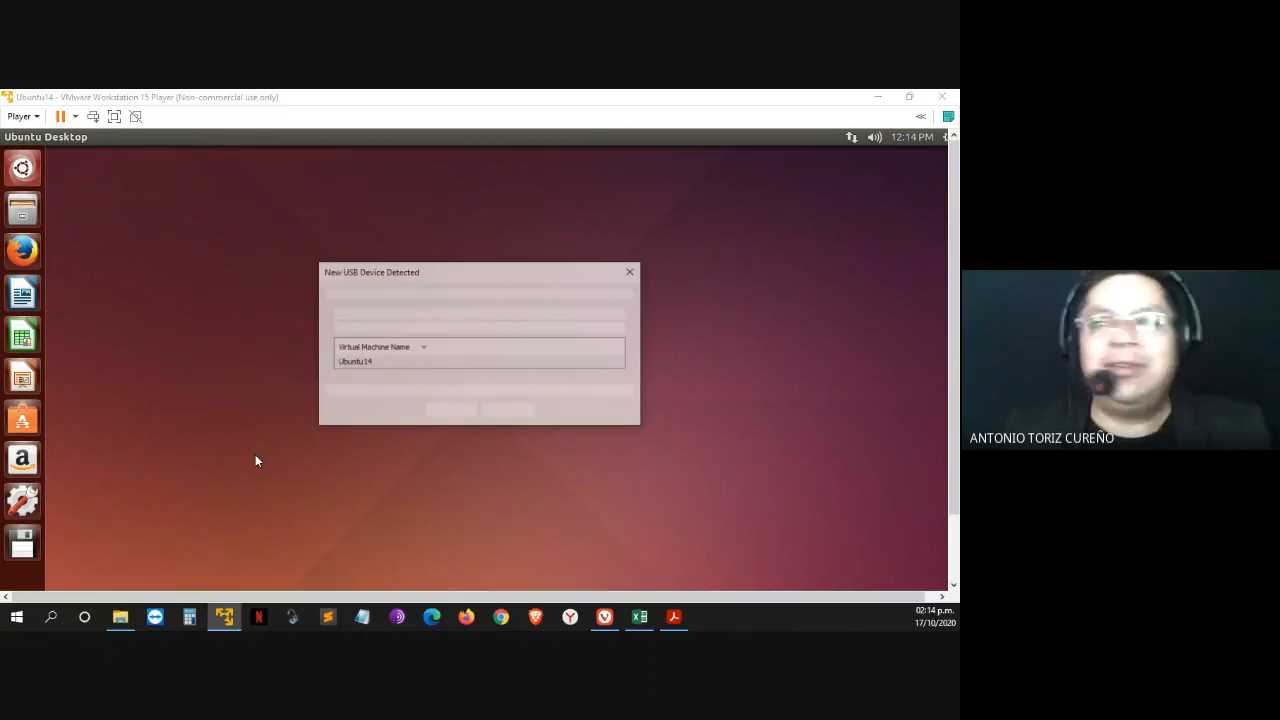 Ubuntu14 - VMware Workstation 15 Player (Non-commercial use only)
Player
Ubuntu Desktop
12:14 PM
New USB Device Detected
Virtual Machine Name
Ubuntu14
ANTONIO TORIZ CUREÑO
02:14 p.m.
17/10/2020